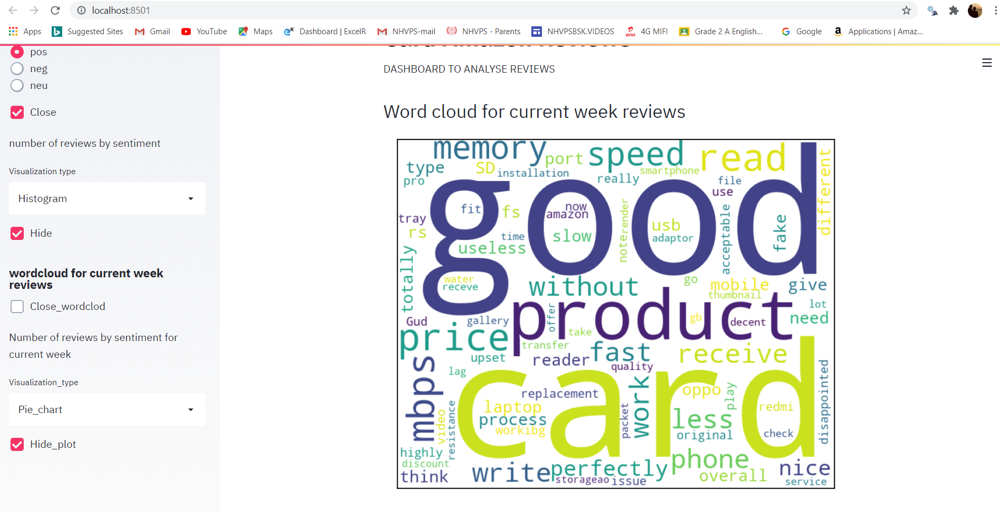 localhost:8501
Apps Suggested Sites Gmail YouTube Maps Dashboard | ExcelR NHVPS-mail NHVPS - Parents NHVPSBSK.VIDEOS airtel 4G MIFI Grade 2 A English... Google Applications | Amaz...
pos
neg
neu
Close
number of reviews by sentiment
Visualization type
Histogram
Hide
wordcloud for current week
reviews
Close_wordclod
Number of reviews by sentiment for
current week
Visualization_type
Pie_chart
Hide_plot
Card Amazon Reviews
DASHBOARD TO ANALYSE REVIEWS
Word cloud for current week reviews
memory
port
speed
read
different
type
SD
installation
smartphone
pro
really
file
use
good
fit
fs
now
amazon
tray
rs
time
slow
useless
noterender
usb
adaptor
acceptable
fake
totally
water
receve
without
go
mobile
thumbnail
give
lot
Gud
gallery
offer
product
gb
decent
need
price
take
transfer
upset
reader
fast
quality
receive
mbps
lag
card
replacement
laptop
process
workibg
video
resistance
packet
work
oppo
play
redmi
less
original
check
disappointed
highly
discount
think
write
perfectly
storageao
issue
phone
overall
nice
service